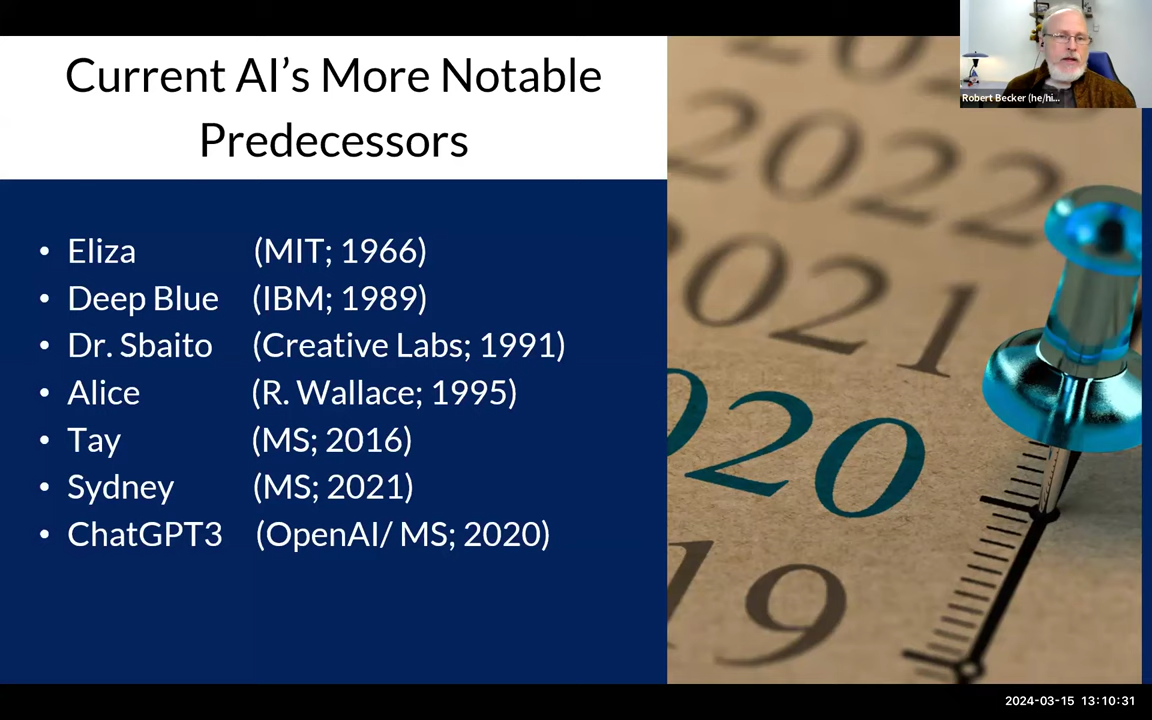 Current AI's More Notable
Predecessors
• Eliza (MIT; 1966)
• Deep Blue (IBM; 1989)
• Dr. Sbaito (Creative Labs; 1991)
• Alice (R. Wallace; 1995)
• Tay (MS; 2016)
• Sydney (MS; 2021)
• ChatGPT3 (OpenAI/ MS; 2020)
2022
2021
020
19
Robert Becker (he/hi...
2024-03-15 13:10:31